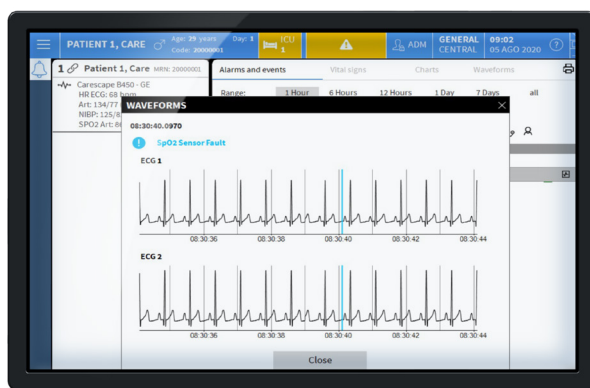 PATIENT 1, CARE
Age: 29 years
Day: 1
Code: 20000001
ICU
1
ADM
GENERAL
CENTRAL
09:02
05 AGO 2020
?
1 Patient 1, Care MRN: 20000001
Carescape B450 - GE
HR ECG: 68 bpm
Art: 134/77
NIBP: 125/8
SPO2 Art: 8
Alarms and events
Vital signs
Charts
Waveforms
Range:
1 Hour
6 Hours
12 Hours
1 Day
7 Days
all
WAVEFORMS
08:30:40.0970
! SpO2 Sensor Fault
ECG 1
08:30:36
08:30:38
08:30:40
08:30:42
08:30:44
ECG 2
08:30:36
08:30:38
08:30:40
08:30:42
08:30:44
Close